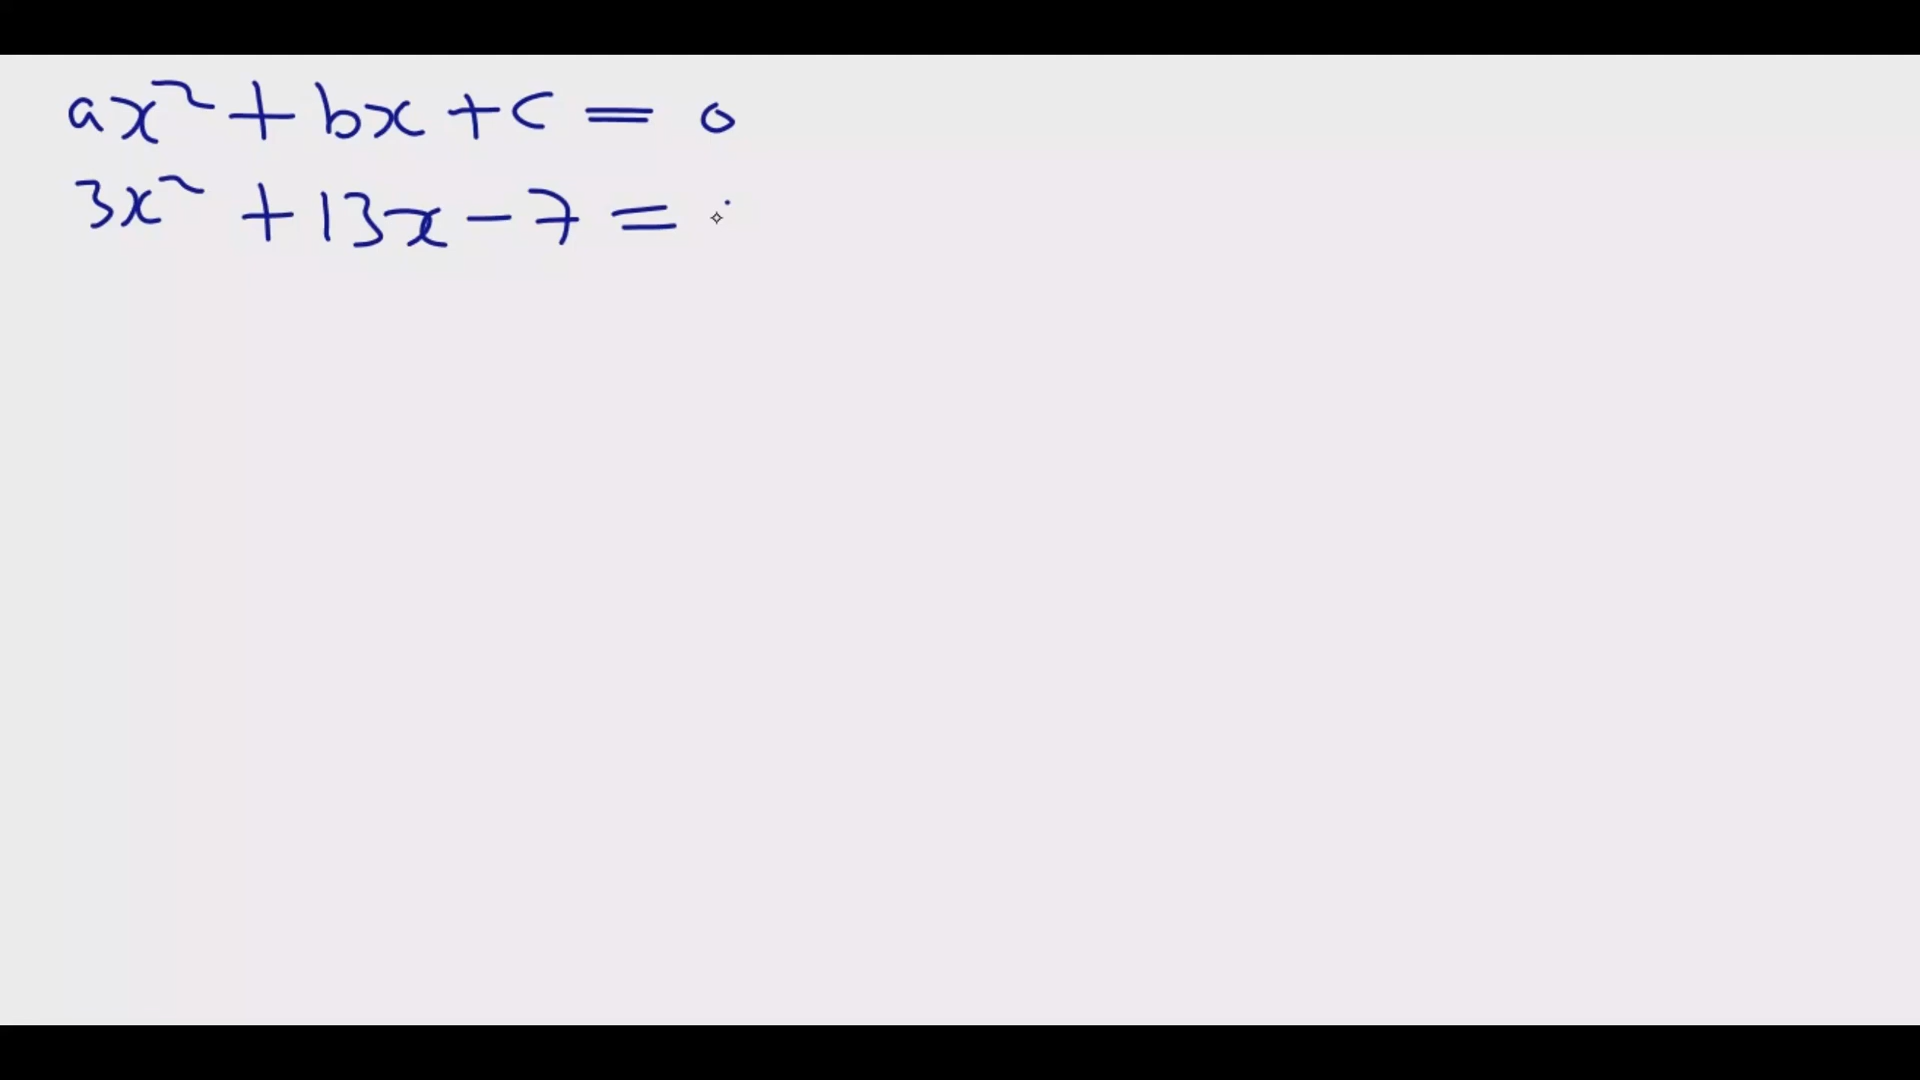 ax² + bx + c = 0
3x² + 13x - 7 =